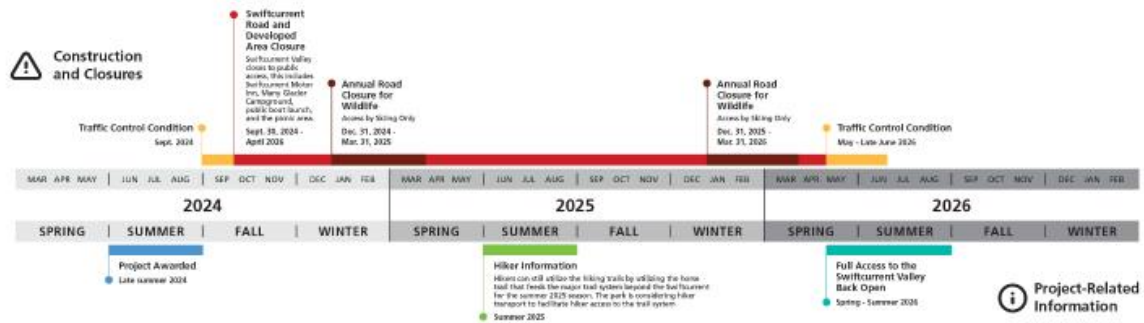 Construction
and Closures
Swiftcurrent
Road and
Developed
Area Closure
Swiftcurrent Valley
closes to public
access, this includes
Swiftcurrent Motor
Inn, Many Glacier
Campground,
public boat launch,
and the picnic area.
Sept. 30, 2024 -
April 2026
Annual Road
Closure for
Wildlife
Access by Skiing Only
Dec. 31, 2024 -
Mar. 31, 2025
Annual Road
Closure for
Wildlife
Access by Skiing Only
Dec. 31, 2025 -
Mar. 31, 2026
Traffic Control Condition
Sept. 2024
Traffic Control Condition
May - Late June 2026
MAR APR MAY | JUN JUL AUG | SEP OCT NOV | DEC JAN FEB | MAR APR MAY | JUN JUL AUG | SEP OCT NOV | DEC JAN FEB | MAR APR MAY | JUN JUL AUG | SEP OCT NOV | DEC JAN FEB
2024 2025 2026
SPRING | SUMMER | FALL | WINTER | SPRING | SUMMER | FALL | WINTER | SPRING | SUMMER | FALL | WINTER
Project Awarded
Late summer 2024
Hiker Information
Hikers can still utilize the hiking trails by utilizing the horse
trail that feeds the major trail system beyond the Swiftcurrent
for the summer 2025 season. The park is considering hiker
transport to facilitate hiker access to the trail system
Summer 2025
Full Access to the
Swiftcurrent Valley
Back Open
Spring - Summer 2026
Project-Related
Information